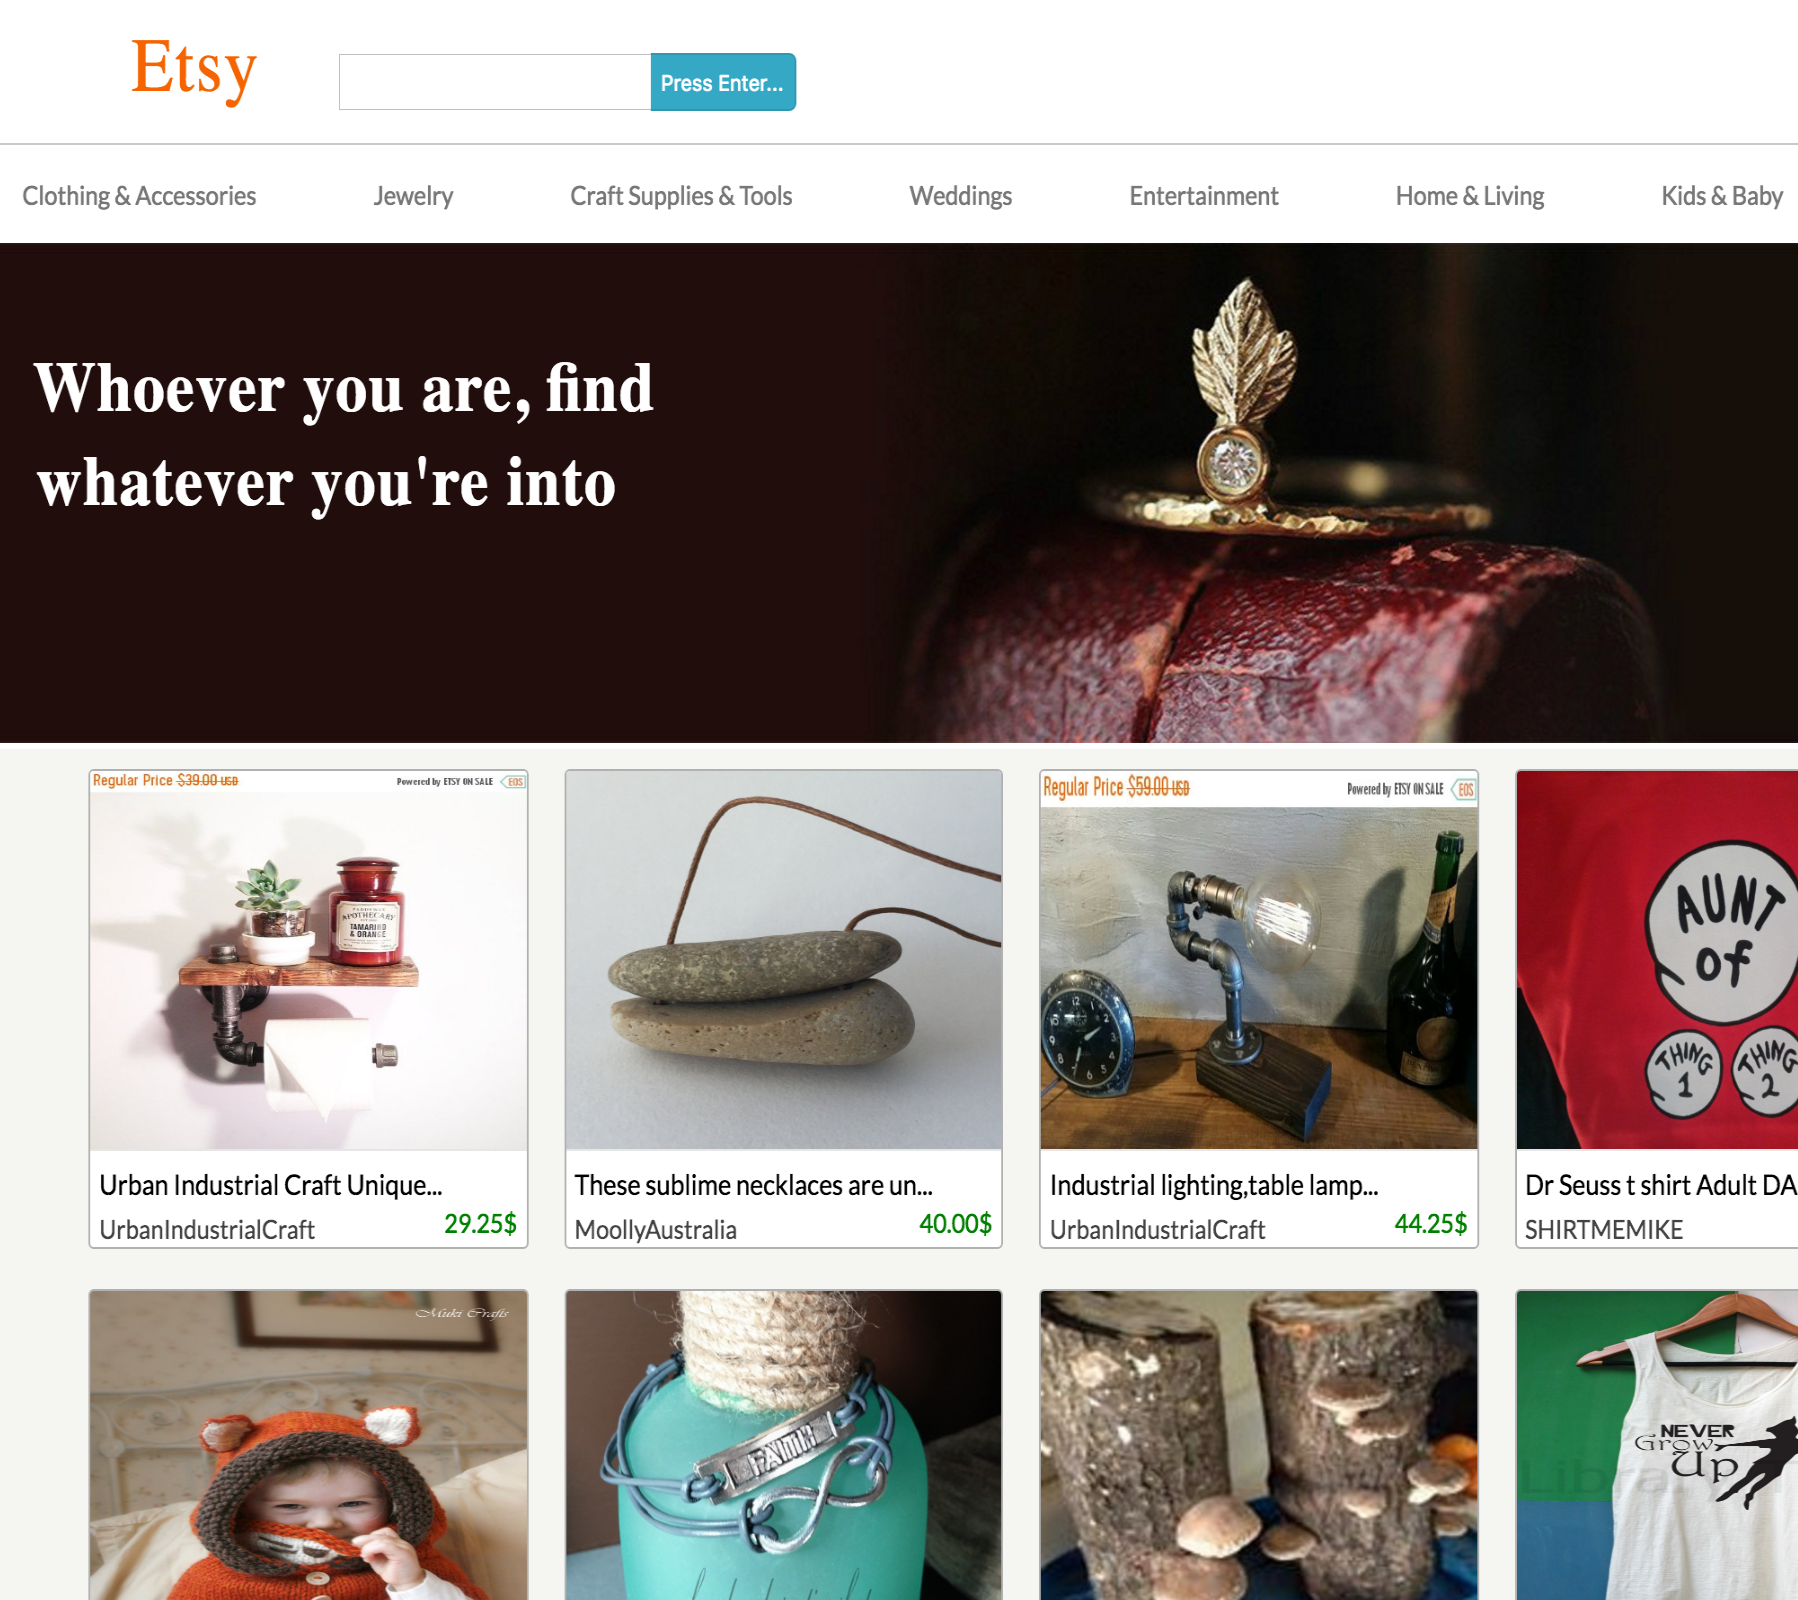 Etsy
Press Enter...
Clothing & Accessories
Jewelry
Craft Supplies & Tools
Weddings
Entertainment
Home & Living
Kids & Baby
Whoever you are, find
whatever you're into
Regular Price $39.00 USD
Powered by ETSY ON SALE EOS
APOTHECARY
TAMARIND
& ORANGE
Urban Industrial Craft Unique...
UrbanIndustrialCraft
29.25$
These sublime necklaces are un...
MoollyAustralia
40.00$
Regular Price $59.00 USD
Powered by ETSY ON SALE EOS
Industrial lighting,table lamp...
UrbanIndustrialCraft
44.25$
AUNT
of
THING
1
THING
2
Dr Seuss t shirt Adult DA
SHIRTMEMIKE
Muki Crafts
FAITH
NEVER
Grow
Up